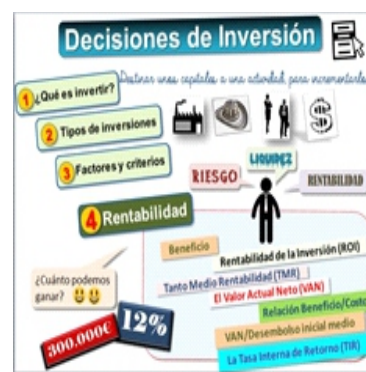 Decisiones de Inversión
Destinar unos capitales a una actividad, para incrementarlos
1 ¿Qué es invertir?
2 Tipos de inversiones
3 Factores y criterios
RIESGO
LIQUIDEZ
RENTABILIDAD
4 Rentabilidad
Beneficio
Rentabilidad de la Inversión (ROI)
Tanto Medio Rentabilidad (TMR)
El Valor Actual Neto (VAN)
Relación Beneficio/Costo
VAN/Desembolso inicial medio
La Tasa Interna de Retorno (TIR)
¿Cuánto podemos
ganar?
300.000€
12%